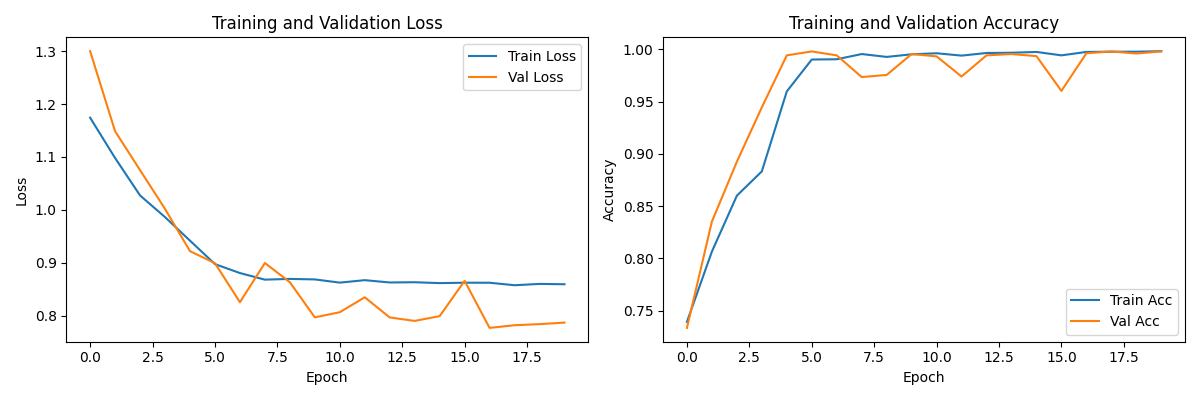 Training and Validation Loss
Loss
1.3
1.2
1.1
1.0
0.9
0.8
0.0 2.5 5.0 7.5 10.0 12.5 15.0 17.5
Epoch
Train Loss
Val Loss
Training and Validation Accuracy
Accuracy
1.00
0.95
0.90
0.85
0.80
0.75
0.0 2.5 5.0 7.5 10.0 12.5 15.0 17.5
Epoch
Train Acc
Val Acc